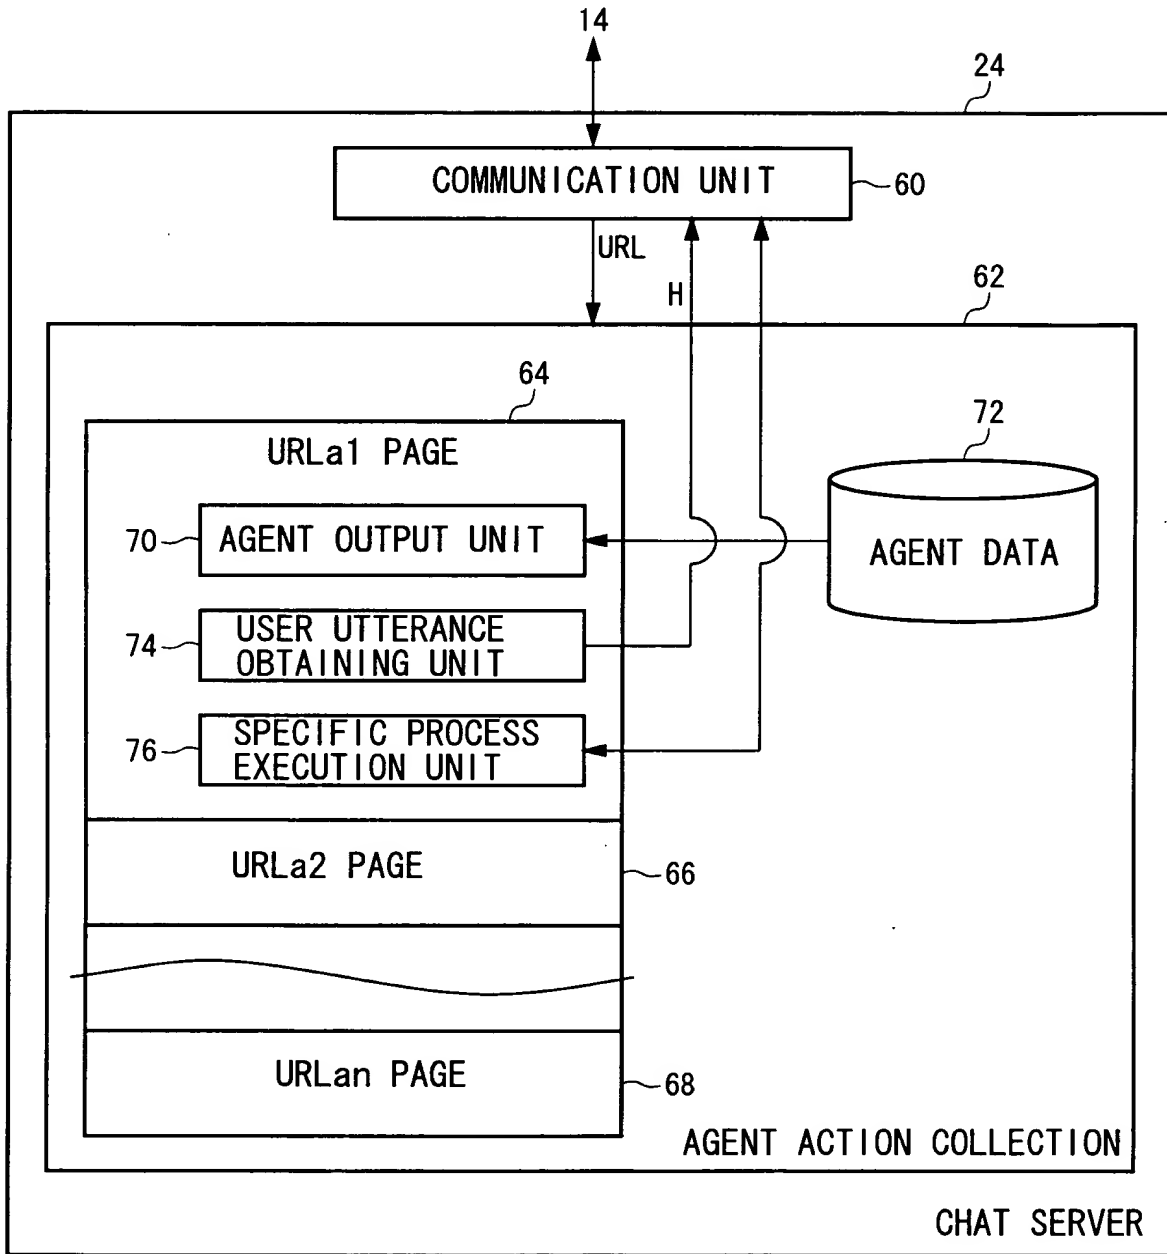 14
24
COMMUNICATION UNIT
60
URL
H
62
64
URLa1 PAGE
72
70
AGENT OUTPUT UNIT
AGENT DATA
74
USER UTTERANCE
OBTAINING UNIT
76
SPECIFIC PROCESS
EXECUTION UNIT
URLa2 PAGE
66
URLan PAGE
68
AGENT ACTION COLLECTION
CHAT SERVER